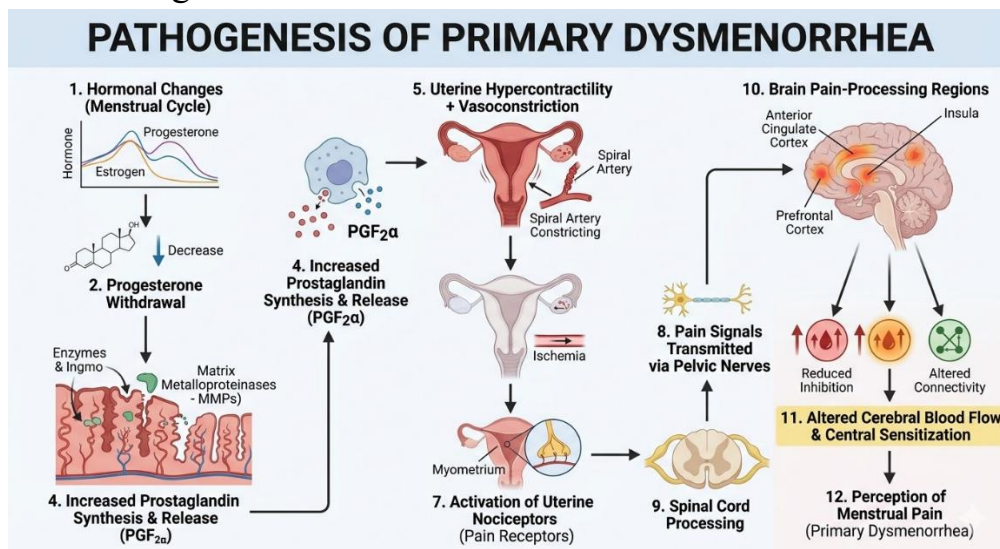 PATHOGENESIS OF PRIMARY DYSMENORRHEA
1. Hormonal Changes
(Menstrual Cycle)
Hormone
Progesterone
Estrogen
OH
O
Decrease
2. Progesterone
Withdrawal
Enzymes
& Ingmo
Matrix
Metalloproteinases
- MMPs)
4. Increased Prostaglandin
Synthesis & Release
(PGF2α)
PGF2α
4. Increased
Prostaglandin
Synthesis & Release
(PGF2α)
5. Uterine Hypercontractility
+ Vasoconstriction
Spiral
Artery
Spiral Artery
Constricting
Ischemia
Myometrium
7. Activation of Uterine
Nociceptors
(Pain Receptors)
8. Pain Signals
Transmitted
via Pelvic Nerves
9. Spinal Cord
Processing
10. Brain Pain-Processing Regions
Anterior
Cingulate
Cortex
Insula
Prefrontal
Cortex
Reduced
Inhibition
Altered
Connectivity
11. Altered Cerebral Blood Flow
& Central Sensitization
12. Perception of
Menstrual Pain
(Primary Dysmenorrhea)